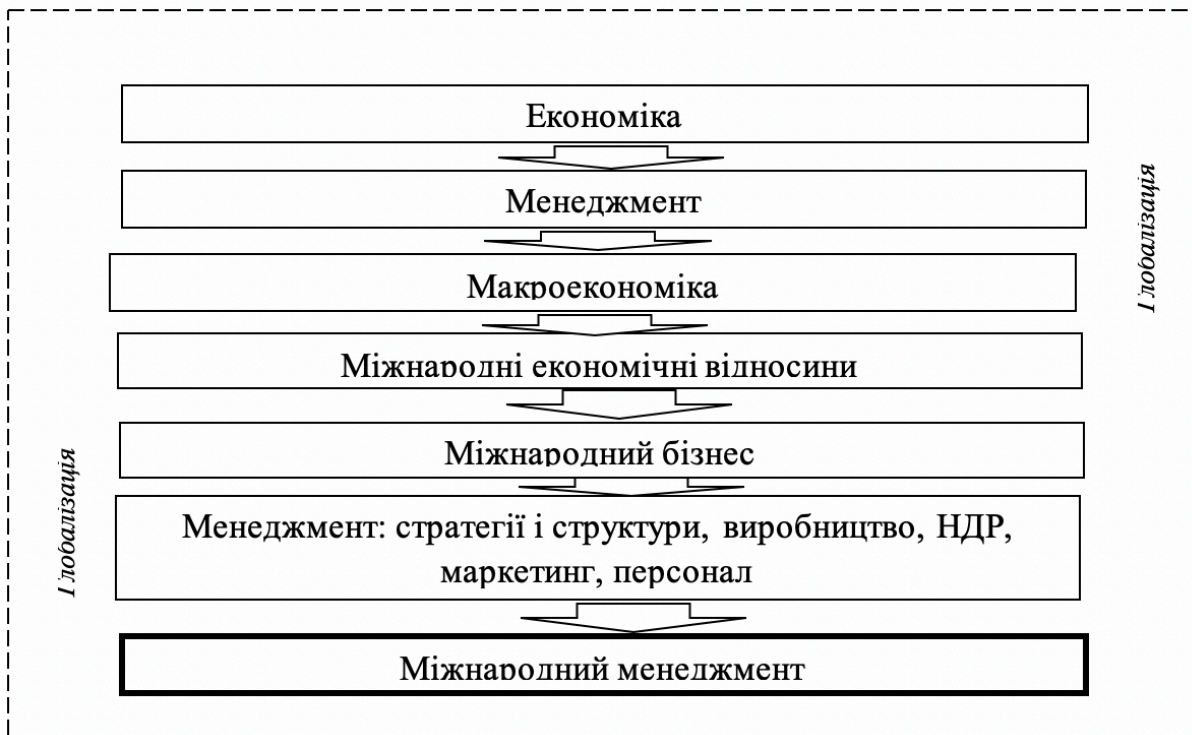 Економіка
Менеджмент
Глобалізація
Макроекономіка
Міжнародні економічні відносини
Міжнародний бізнес
Глобалізація
Менеджмент: стратегії і структури, виробництво, НДР,
маркетинг, персонал
Міжнародний менеджмент